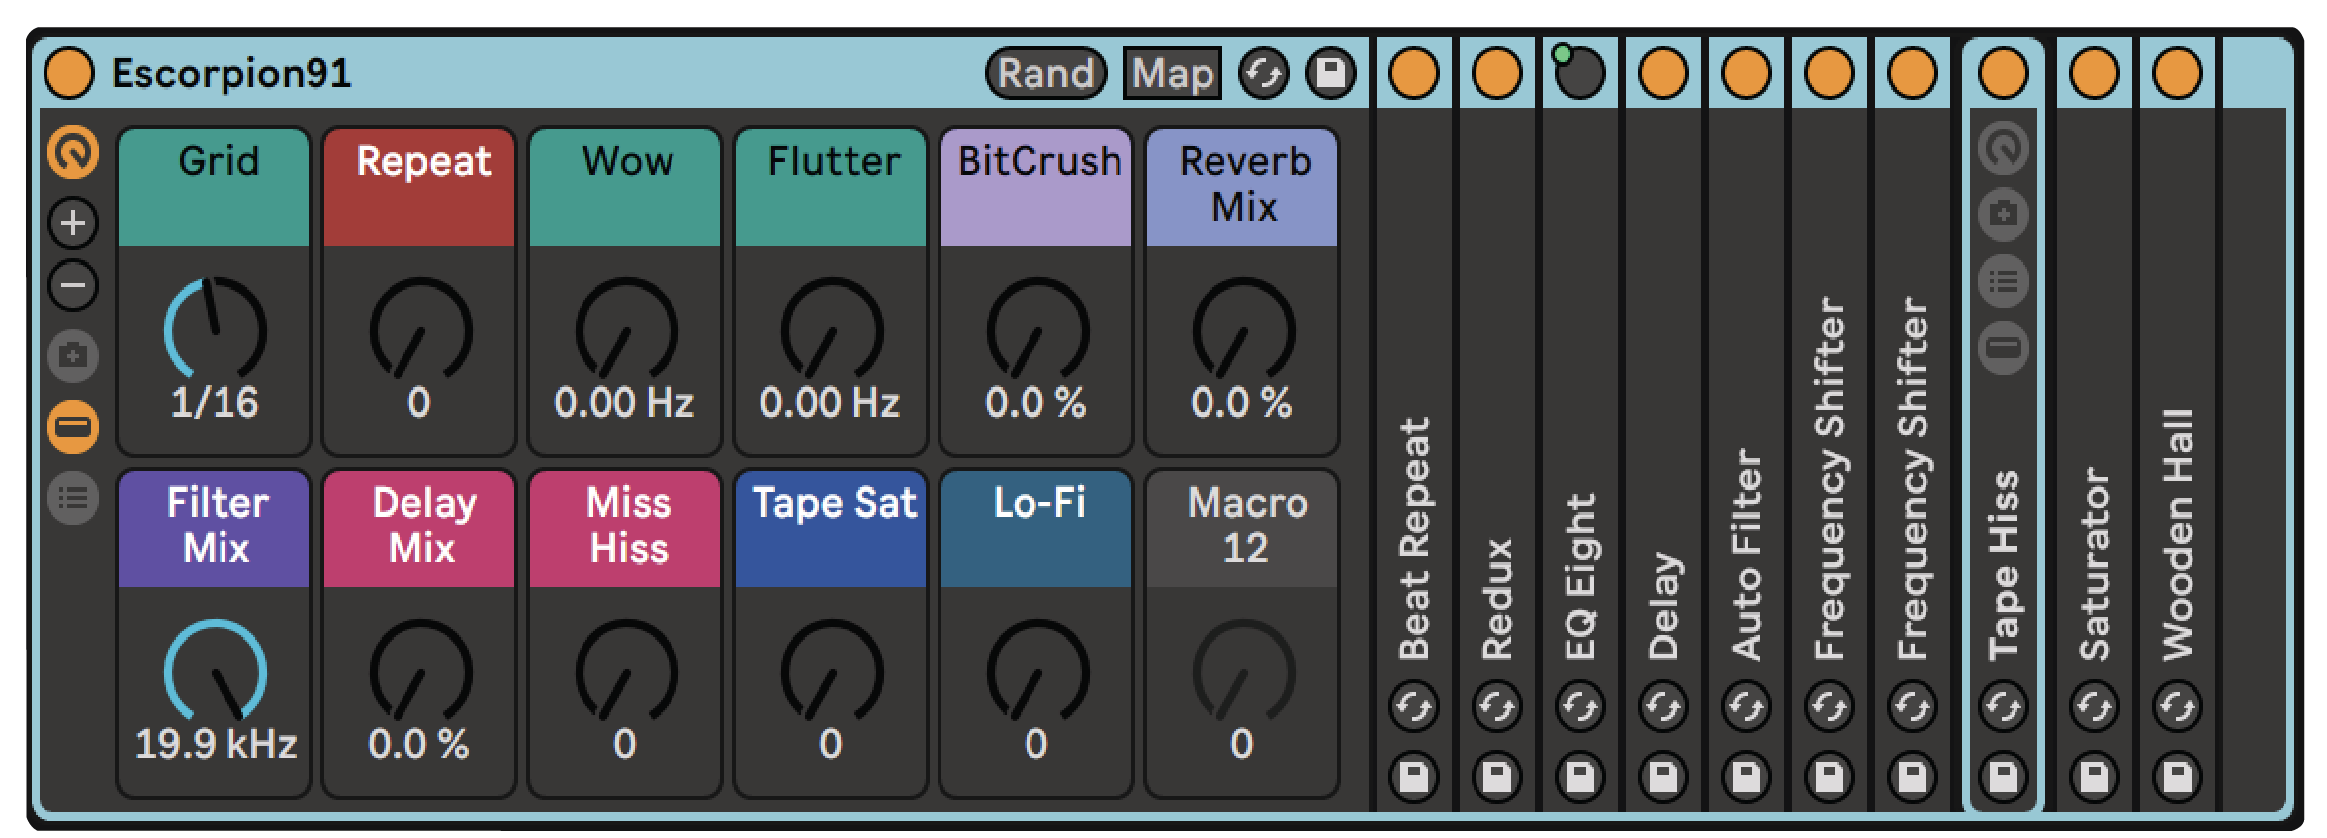 Escorpion91
Rand
Map
Grid
Repeat
Wow
Flutter
BitCrush
Reverb
Mix
1/16
0
0.00 Hz
0.00 Hz
0.0 %
0.0 %
Filter
Mix
Delay
Mix
Miss
Hiss
Tape Sat
Lo-Fi
Macro
12
19.9 kHz
0.0 %
0
0
0
0
Beat Repeat
Redux
EQ Eight
Delay
Auto Filter
Frequency Shifter
Frequency Shifter
Tape Hiss
Saturator
Wooden Hall